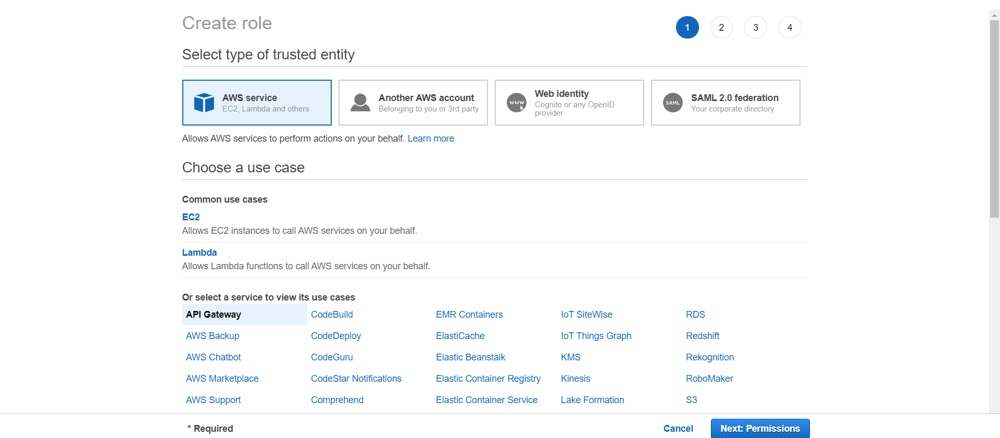 Create role
1 2 3 4
Select type of trusted entity
AWS service
EC2, Lambda and others
Another AWS account
Belonging to you or 3rd party
WWW
Web identity
Cognito or any OpenID
provider
SAML
SAML 2.0 federation
Your corporate directory
Allows AWS services to perform actions on your behalf. Learn more
Choose a use case
Common use cases
EC2
Allows EC2 instances to call AWS services on your behalf.
Lambda
Allows Lambda functions to call AWS services on your behalf.
Or select a service to view its use cases
API Gateway CodeBuild EMR Containers IoT SiteWise RDS
AWS Backup CodeDeploy ElastiCache IoT Things Graph Redshift
AWS Chatbot CodeGuru Elastic Beanstalk KMS Rekognition
AWS Marketplace CodeStar Notifications Elastic Container Registry Kinesis RoboMaker
AWS Support Comprehend Elastic Container Service Lake Formation S3
* Required Cancel Next: Permissions